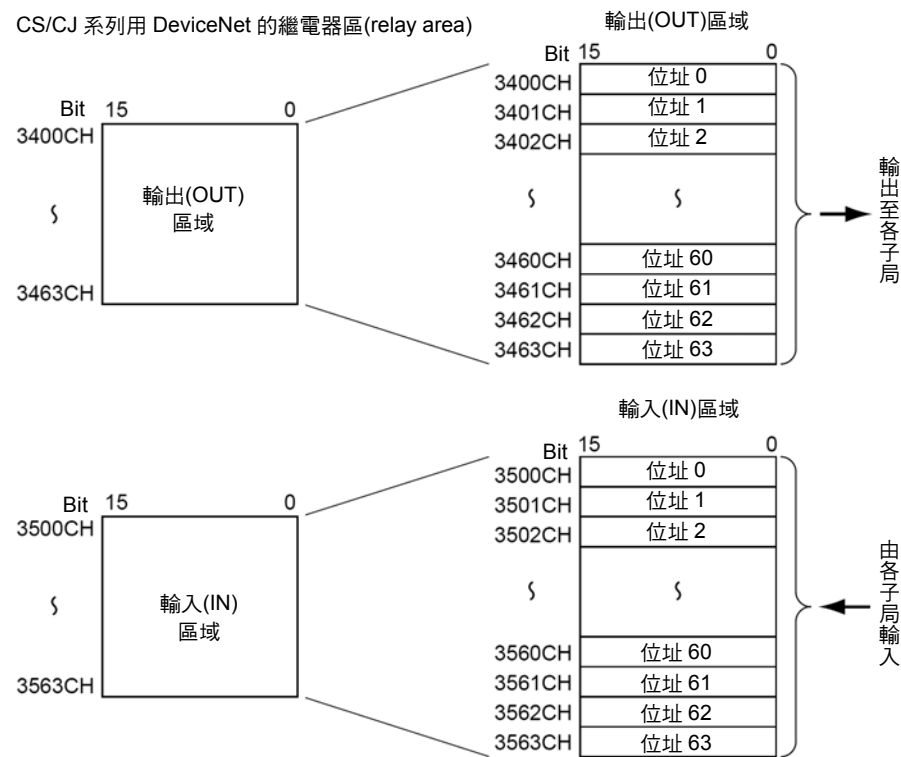 CS/CJ 系列用 DeviceNet 的繼電器區(relay area)
輸出(OUT)區域
Bit 15 0
3400CH 位址 0
3401CH 位址 1
3402CH 位址 2
Bit 15 0
3400CH
輸出(OUT)
區域
3463CH
3460CH 位址 60
3461CH 位址 61
3462CH 位址 62
3463CH 位址 63
輸出至各子局
輸入(IN)區域
Bit 15 0
3500CH 位址 0
3501CH 位址 1
3502CH 位址 2
Bit 15 0
3500CH
輸入(IN)
區域
3563CH
3560CH 位址 60
3561CH 位址 61
3562CH 位址 62
3563CH 位址 63
由各子局輸入